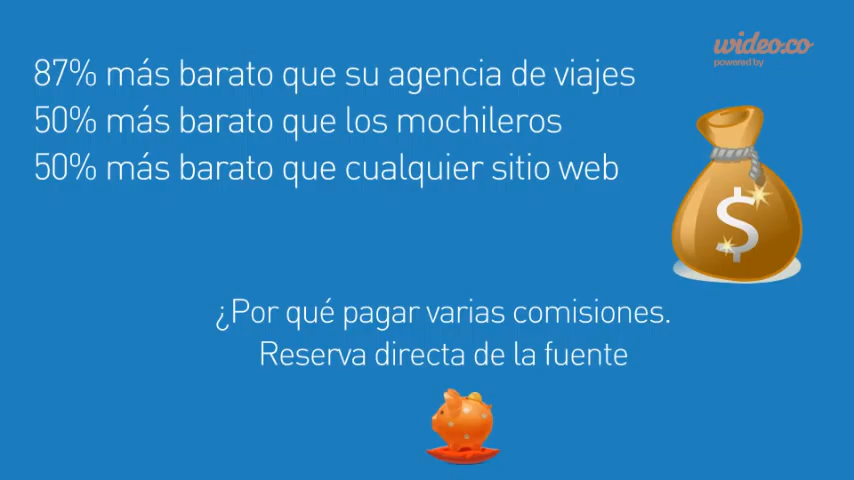 wideo.co
powered by
87% más barato que su agencia de viajes
50% más barato que los mochileros
50% más barato que cualquier sitio web
$
¿Por qué pagar varias comisiones.
Reserva directa de la fuente